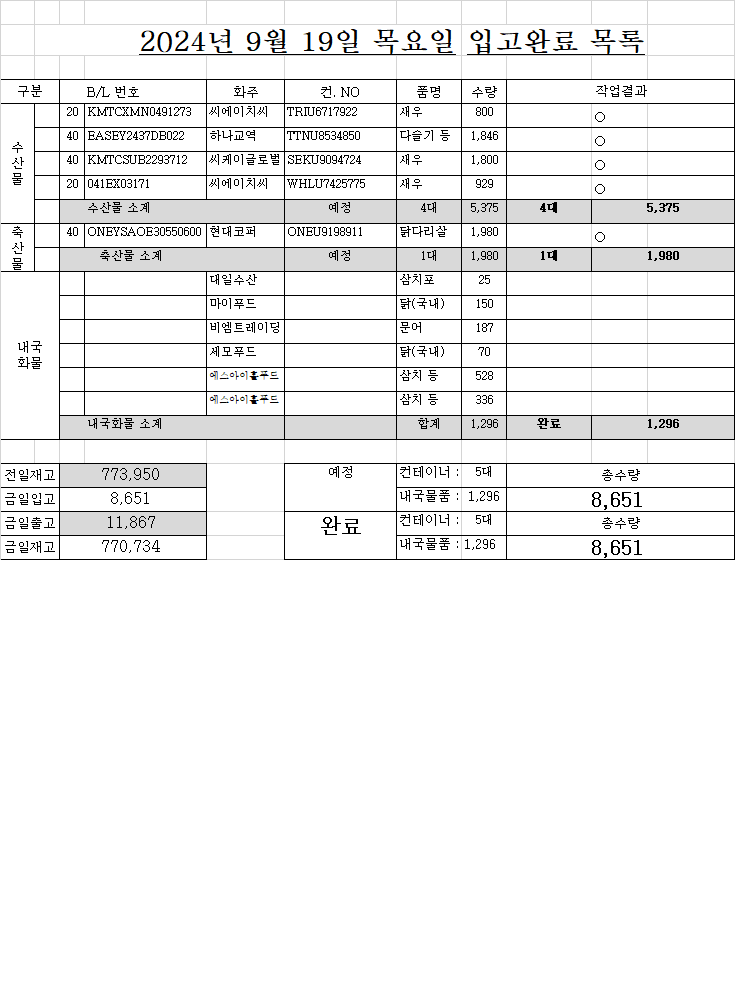 2024년 9월 19일 목요일 입고완료 목록
구분 B/L 번호 화주 컨. NO 품명 수량 작업결과
수산물
20 KMTCXMN0491273 씨에이치씨 TRIU6717922 새우 800 ○
40 EASEY2437DB022 하나교역 TTNU8534850 다슬기 등 1,846 ○
40 KMTCSUB2293712 씨케이글로벌 SEKU9094724 새우 1,800 ○
20 041EX03171 씨에이치씨 WHLU7425775 새우 929 ○
수산물 소계 예정 4대 5,375 4대 5,375
축산물
40 ONEYSAOE30550600 현대코퍼 ONEU9198911 닭다리살 1,980 ○
축산물 소계 예정 1대 1,980 1대 1,980
내국
화물
대일수산 삼치포 25
마이푸드 닭(국내) 150
비엠트레이딩 문어 187
세모푸드 닭(국내) 70
에스아이홀푸드 삼치 등 528
에스아이홀푸드 삼치 등 336
내국화물 소계 합계 1,296 완료 1,296
전일재고 773,950 예정 컨테이너 : 5대 총수량
금일입고 8,651 내국물품 : 1,296 8,651
금일출고 11,867 완료 컨테이너 : 5대 총수량
금일재고 770,734 내국물품 : 1,296 8,651